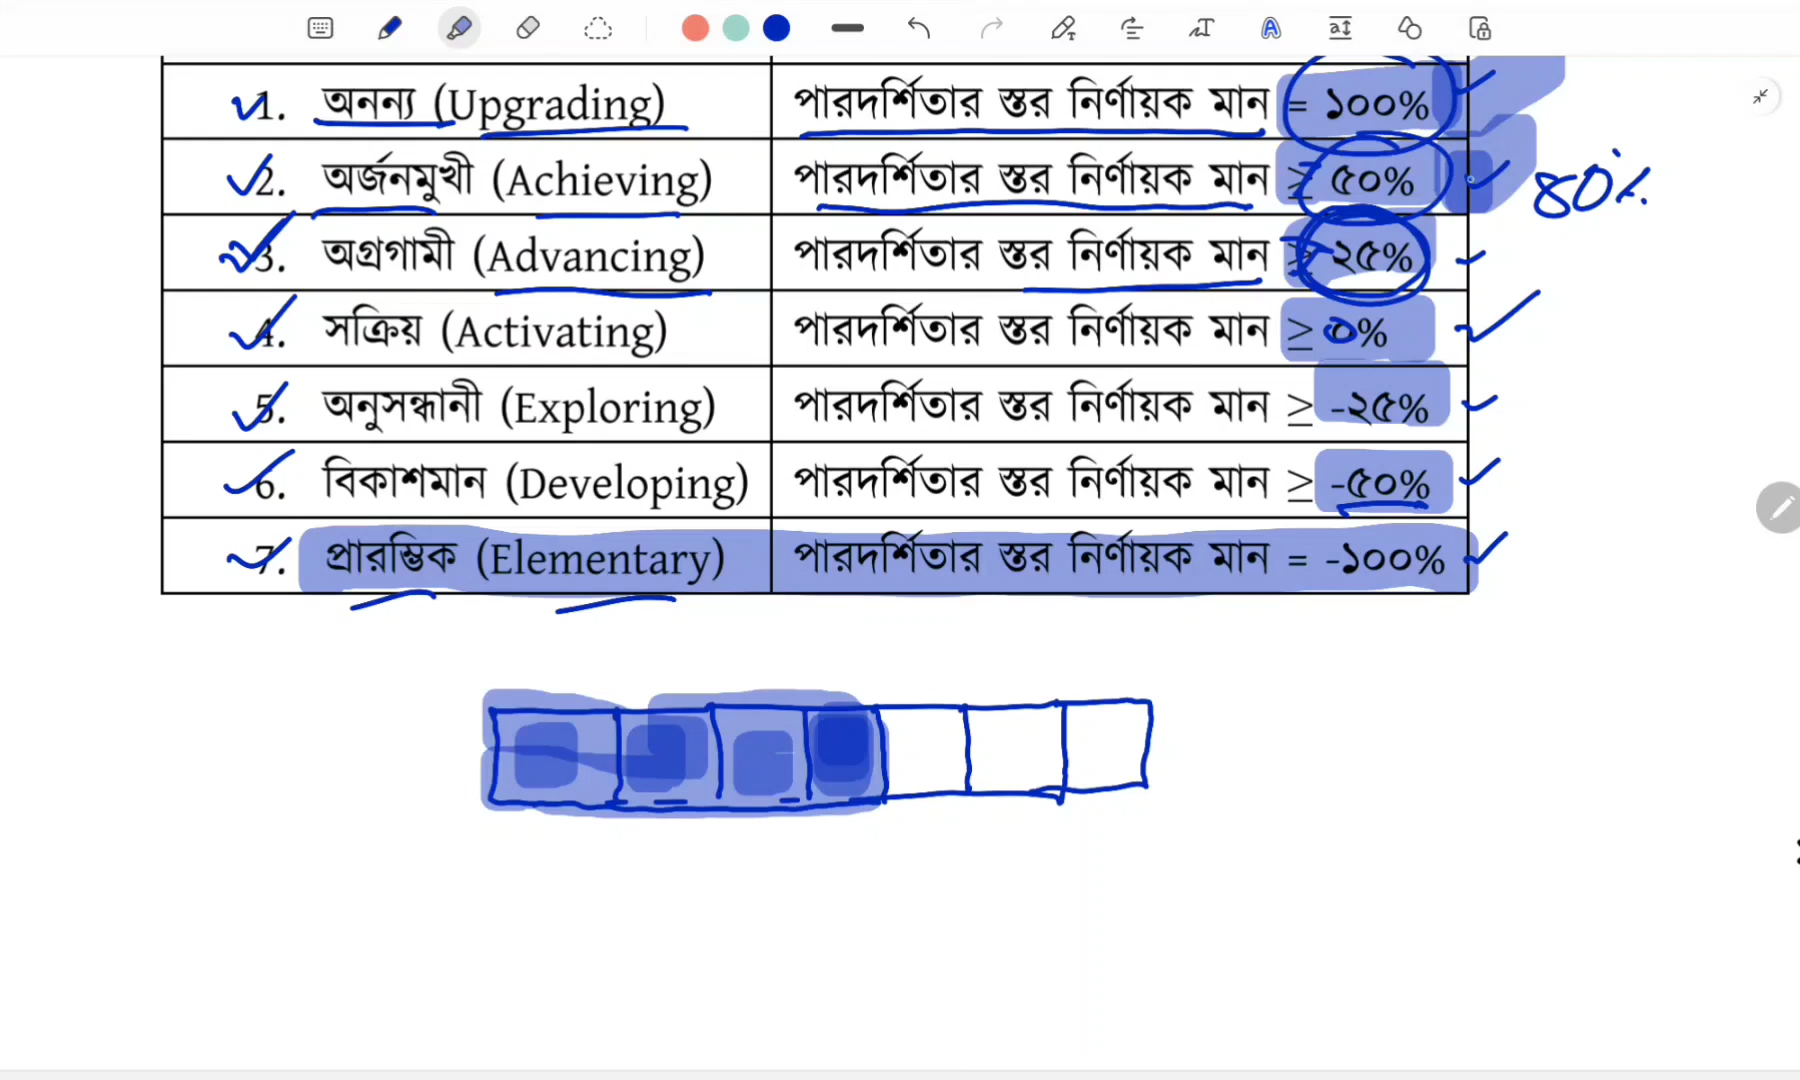 1. অনন্য (Upgrading) পারদর্শিতার স্তর নির্ণায়ক মান = ১০০%
2. অর্জনমুখী (Achieving) পারদর্শিতার স্তর নির্ণায়ক মান ≥ ৫০% 80%
3. অগ্রগামী (Advancing) পারদর্শিতার স্তর নির্ণায়ক মান ≥ ২৫%
4. সক্রিয় (Activating) পারদর্শিতার স্তর নির্ণায়ক মান ≥ ০%
5. অনুসন্ধানী (Exploring) পারদর্শিতার স্তর নির্ণায়ক মান ≥ -২৫%
6. বিকাশমান (Developing) পারদর্শিতার স্তর নির্ণায়ক মান ≥ -৫০%
7. প্রারম্ভিক (Elementary) পারদর্শিতার স্তর নির্ণায়ক মান = -১০০%